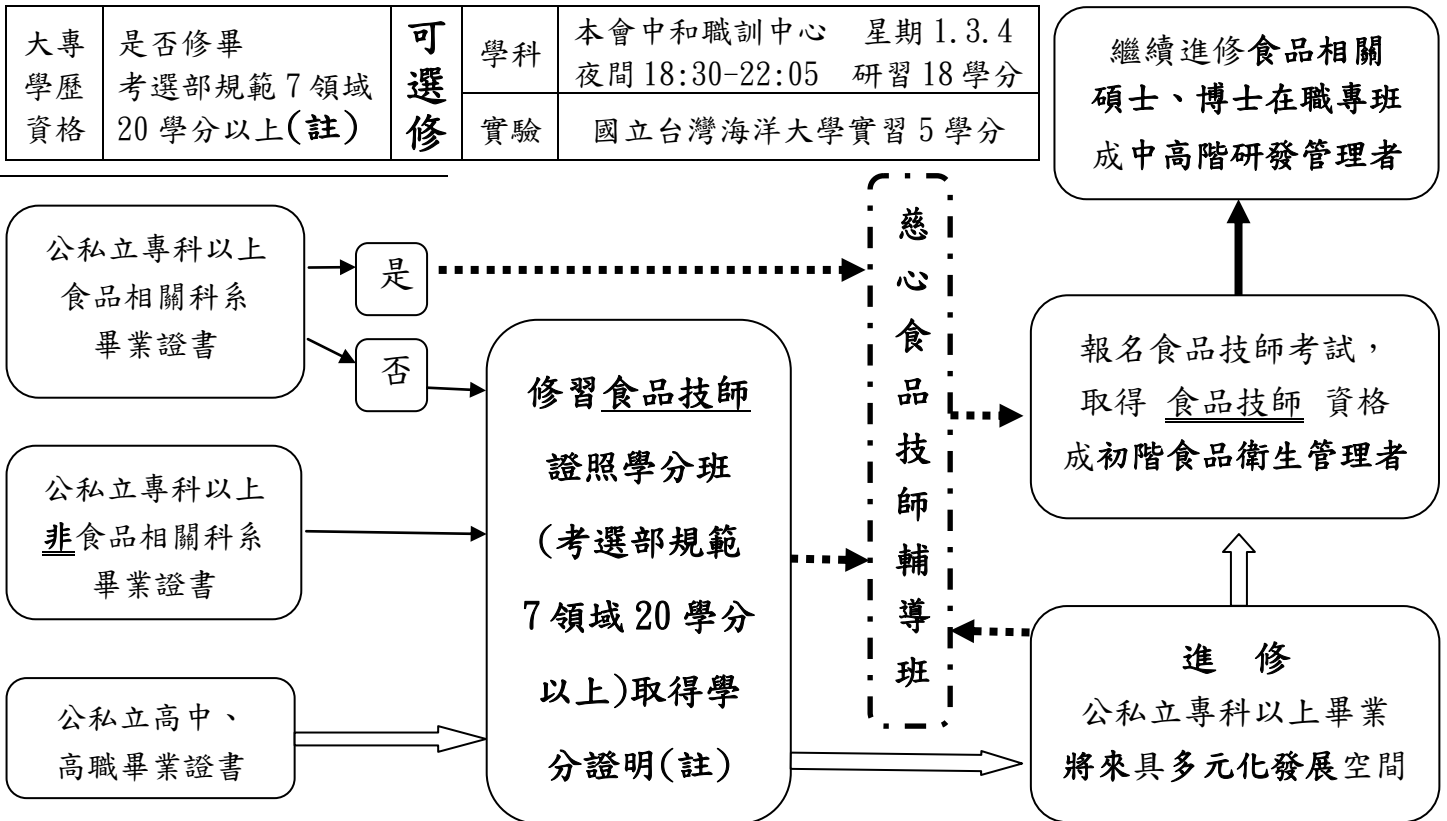 大專
學歷
資格
是否修畢
考選部規範 7 領域
20 學分以上(註)
可選修
學科
本會中和職訓中心 星期 1.3.4
夜間 18:30-22:05 研習 18 學分
實驗
國立台灣海洋大學實習 5 學分
繼續進修食品相關
碩士、博士在職專班
成中高階研發管理者
公私立專科以上
食品相關科系
畢業證書
是
否
公私立專科以上
非食品相關科系
畢業證書
公私立高中、
高職畢業證書
修習食品技師
證照學分班
(考選部規範
7 領域 20 學分
以上)取得學
分證明(註)
慈心食品技師輔導班
報名食品技師考試，
取得 食品技師 資格
成初階食品衛生管理者
進 修
公私立專科以上畢業
將來具多元化發展空間